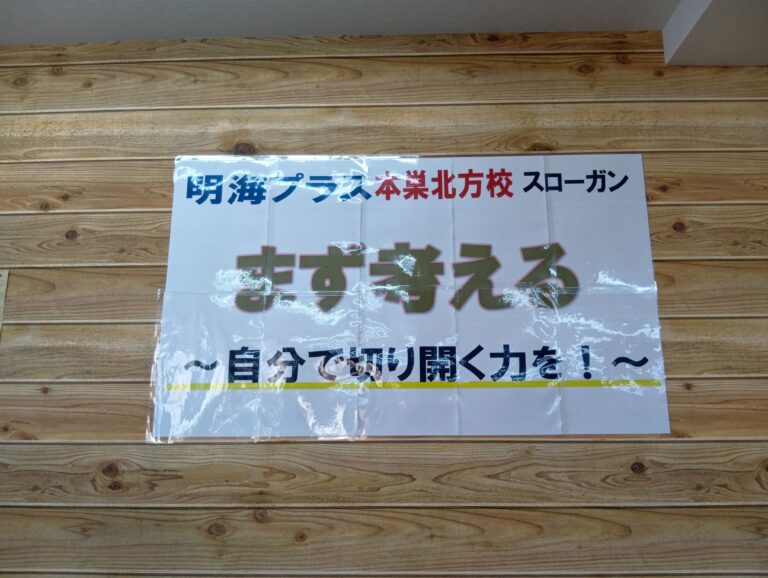 明海プラス本巣北方校 スローガン
まず考える
～自分で切り開く力を！～